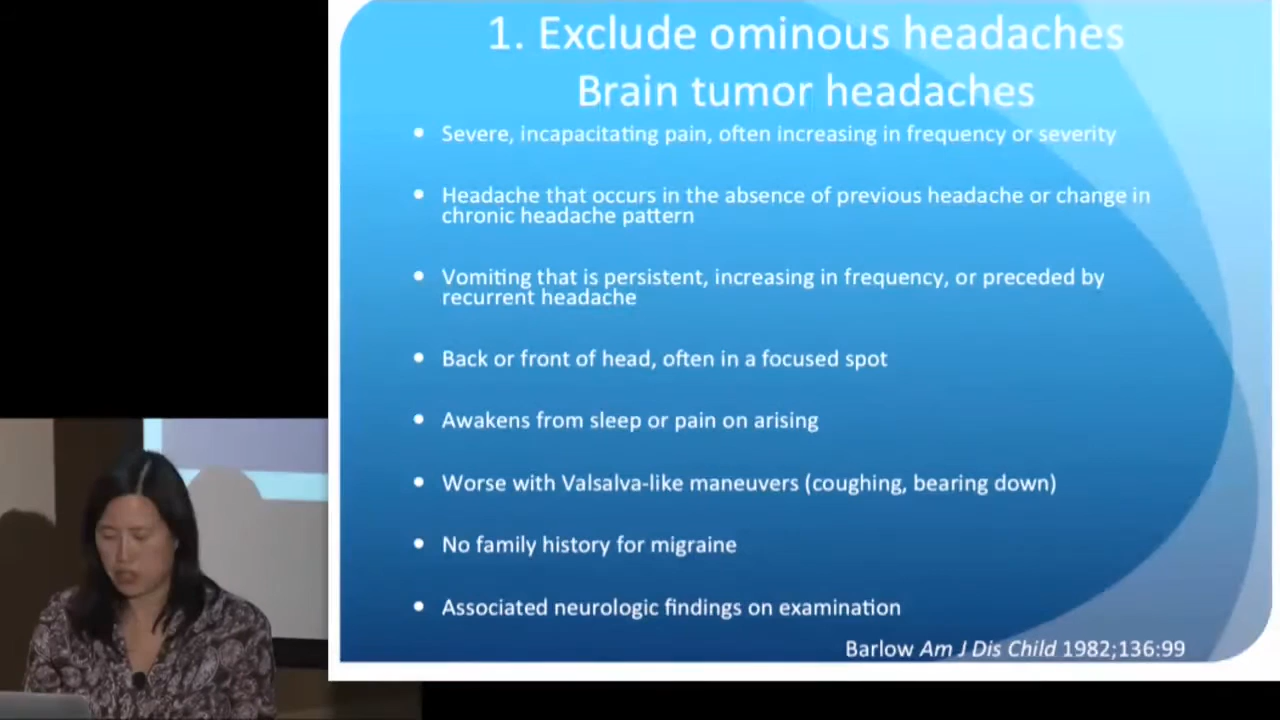 1. Exclude ominous headaches
Brain tumor headaches
• Severe, incapacitating pain, often increasing in frequency or severity
• Headache that occurs in the absence of previous headache or change in
chronic headache pattern
• Vomiting that is persistent, increasing in frequency, or preceded by
recurrent headache
• Back or front of head, often in a focused spot
• Awakens from sleep or pain on arising
• Worse with Valsalva-like maneuvers (coughing, bearing down)
• No family history for migraine
• Associated neurologic findings on examination
Barlow Am J Dis Child 1982;136:99